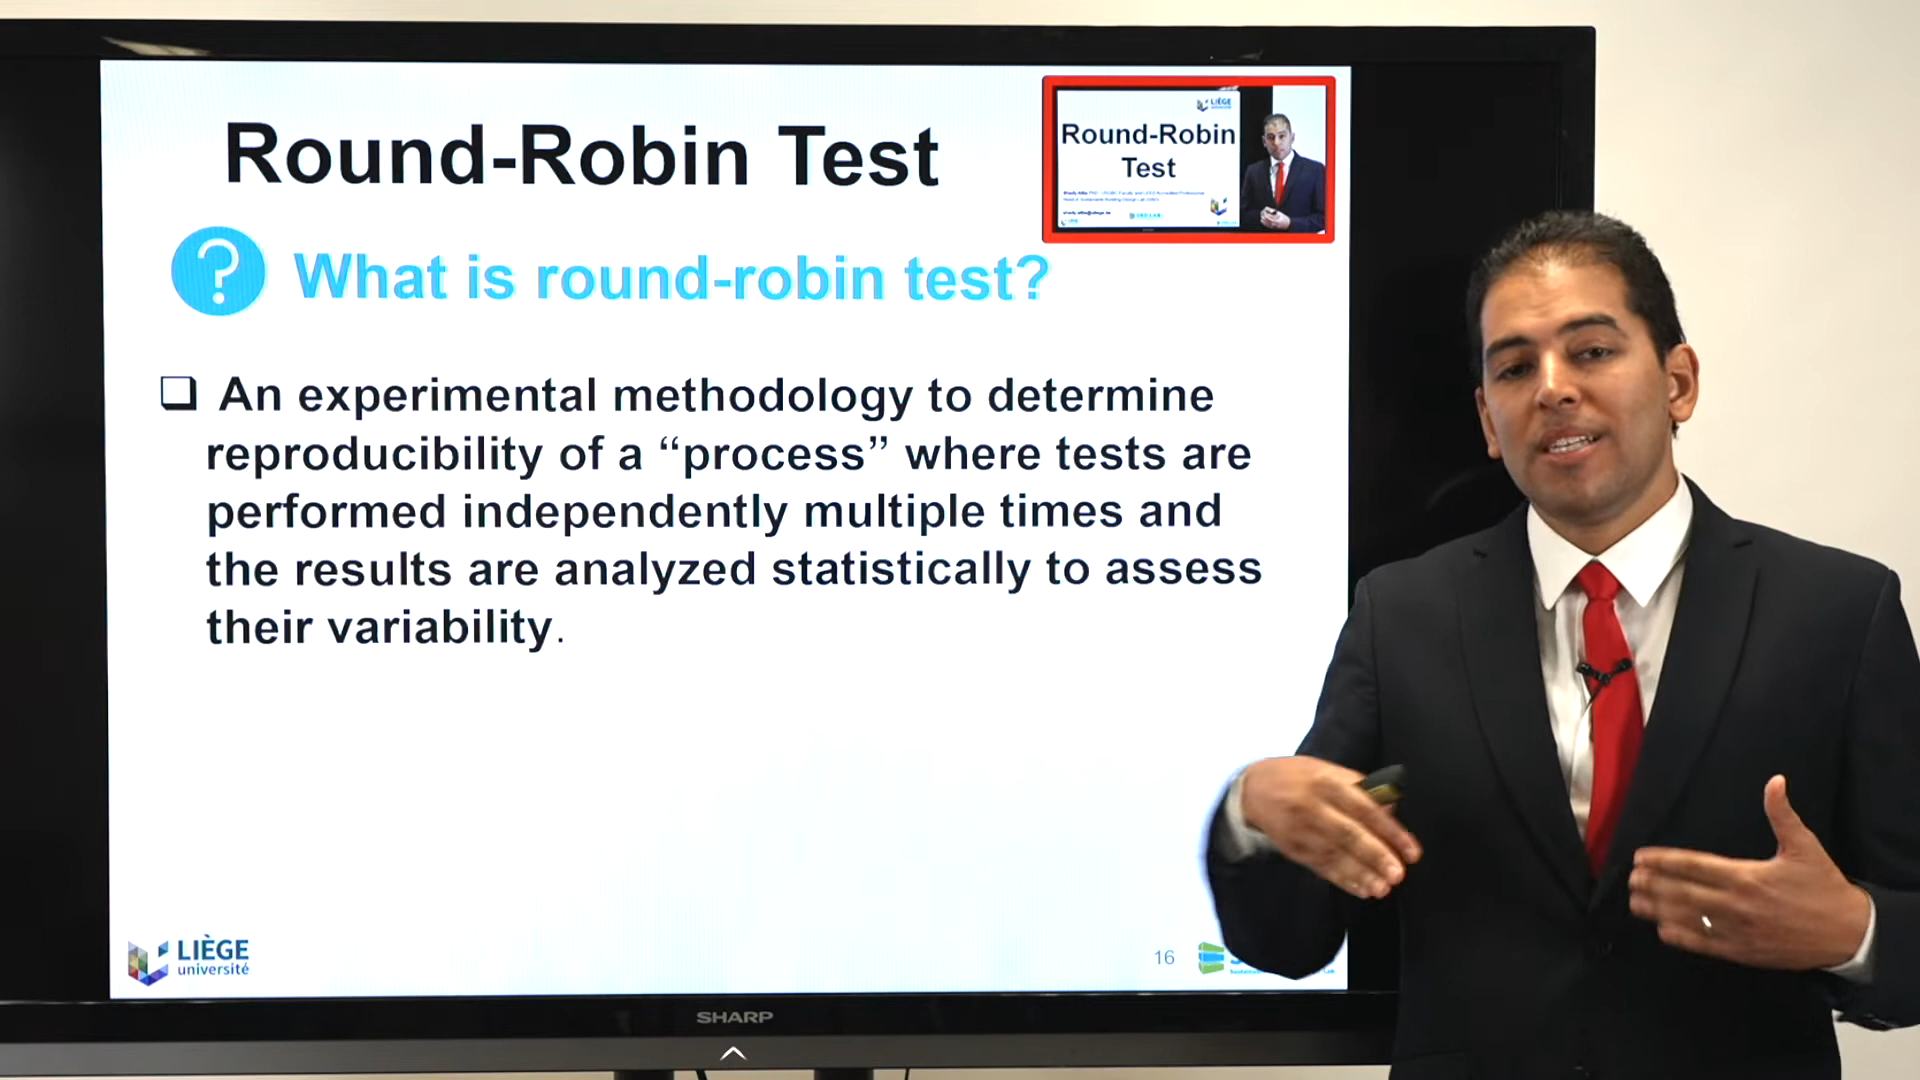 Round-Robin Test
LIÈGE
université
Round-Robin
Test
What is round-robin test?
An experimental methodology to determine
reproducibility of a “process” where tests are
performed independently multiple times and
the results are analyzed statistically to assess
their variability.
LIÈGE
université
16
SHARP